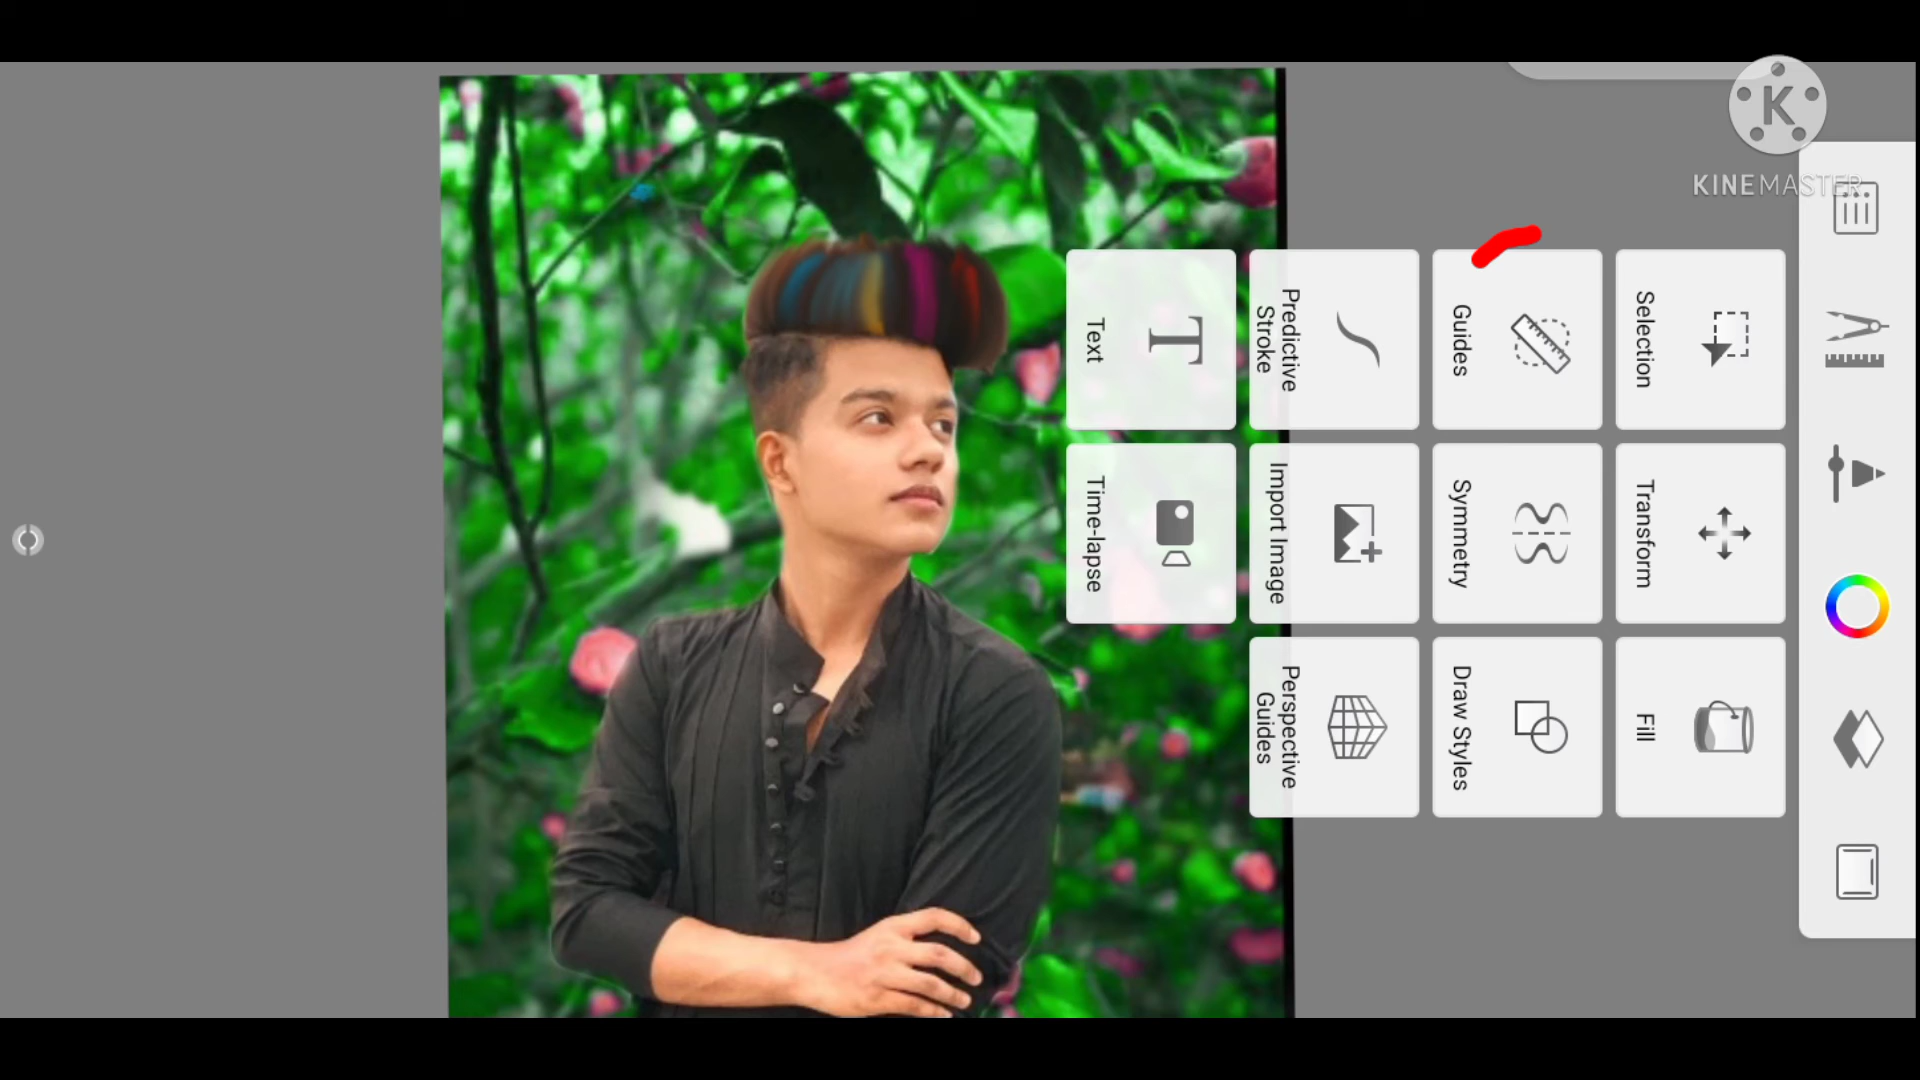 KINEMASTER
Selection
Transform
Fill
Guides
Symmetry
Draw Styles
Predictive
Stroke
Import Image
Perspective
Guides
Text
Time-lapse